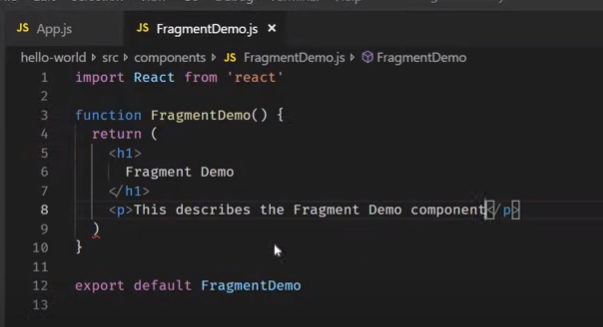 JS App.js JS FragmentDemo.js ×
hello-world › src › components › JS FragmentDemo.js › FragmentDemo
1 import React from 'react'
2
3 function FragmentDemo() {
4 return (
5 <h1>
6 Fragment Demo
7 </h1>
8 <p>This describes the Fragment Demo component</p>
9 )
10 }
11
12 export default FragmentDemo
13